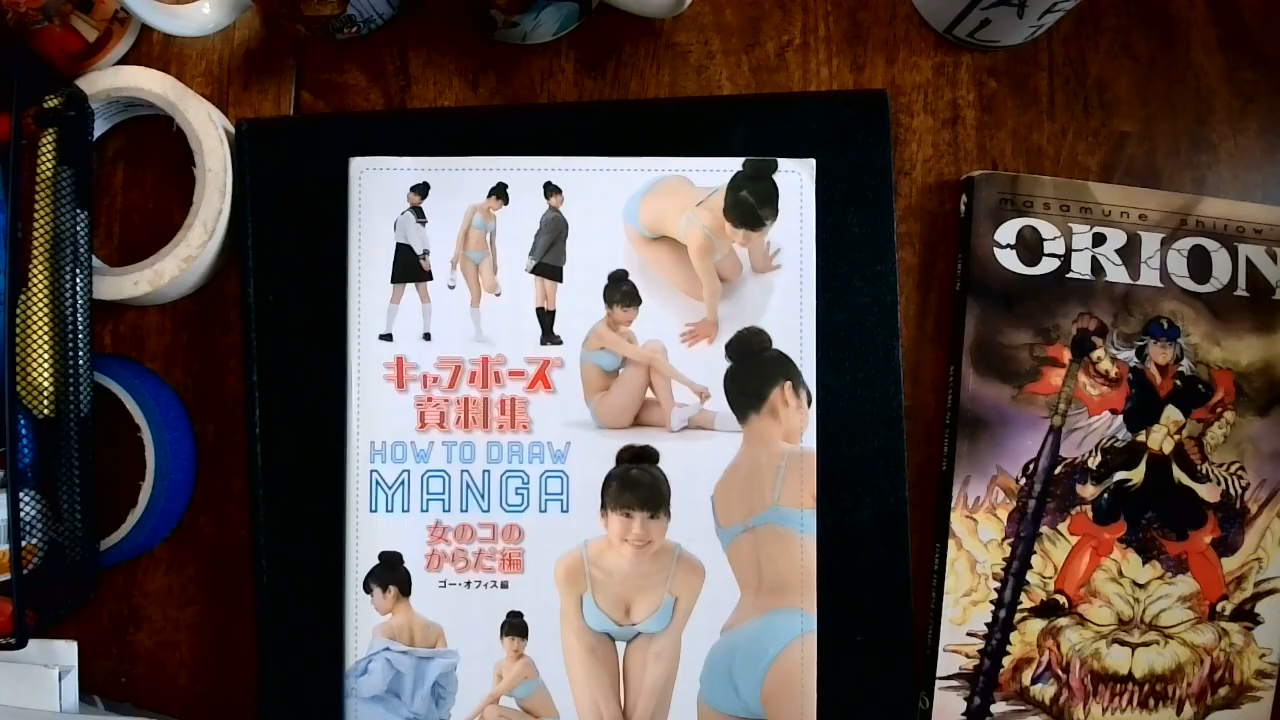 キャラポーズ
資料集
HOW TO DRAW
MANGA
女のコの
からだ編
ゴー・オフィス編
masamune shirow
ORION